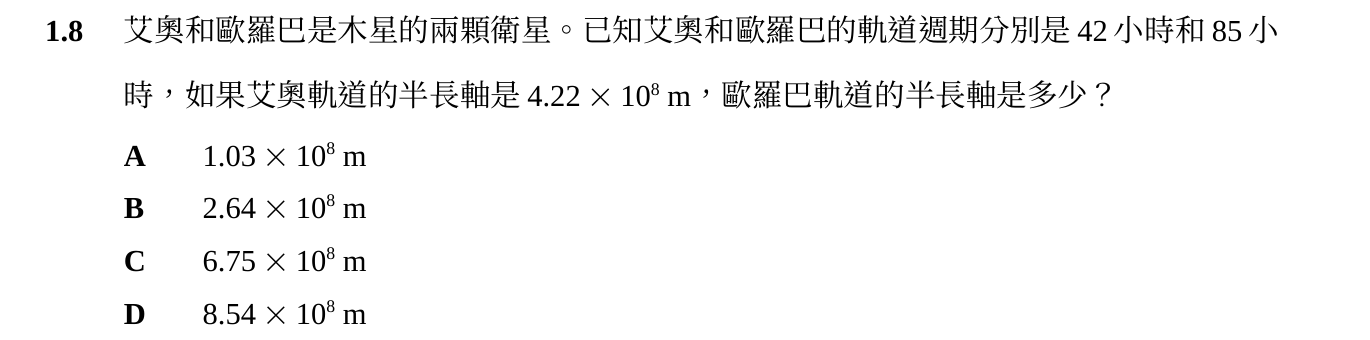 1.8 艾奧和歐羅巴是木星的兩顆衛星。已知艾奧和歐羅巴的軌道週期分別是 42 小時和 85 小
時，如果艾奧軌道的半長軸是 4.22 × 10⁸ m，歐羅巴軌道的半長軸是多少？
A 1.03 × 10⁸ m
B 2.64 × 10⁸ m
C 6.75 × 10⁸ m
D 8.54 × 10⁸ m